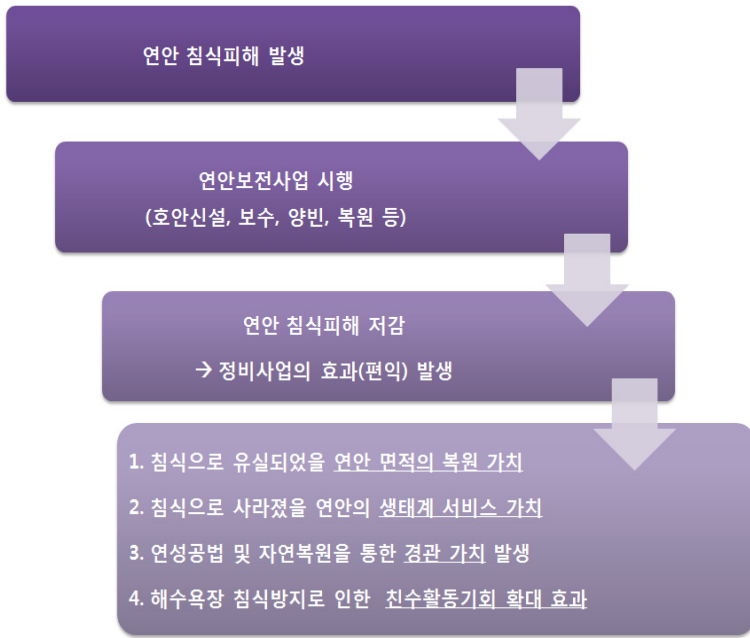 연안 침식피해 발생
연안보전사업 시행
(호안신설, 보수, 양빈, 복원 등)
연안 침식피해 저감
→ 정비사업의 효과(편익) 발생
1. 침식으로 유실되었을 연안 면적의 복원 가치
2. 침식으로 사라졌을 연안의 생태계 서비스 가치
3. 연성공법 및 자연복원을 통한 경관 가치 발생
4. 해수욕장 침식방지로 인한 친수활동기회 확대 효과